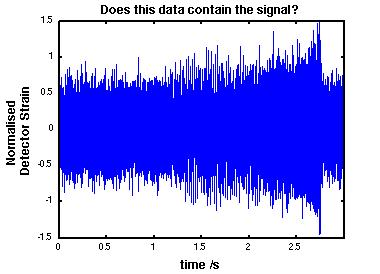 Does this data contain the signal?
1.5
1
0.5
0
-0.5
-1
-1.5
Normalised
Detector Strain
0 0.5 1 1.5 2 2.5
time /s